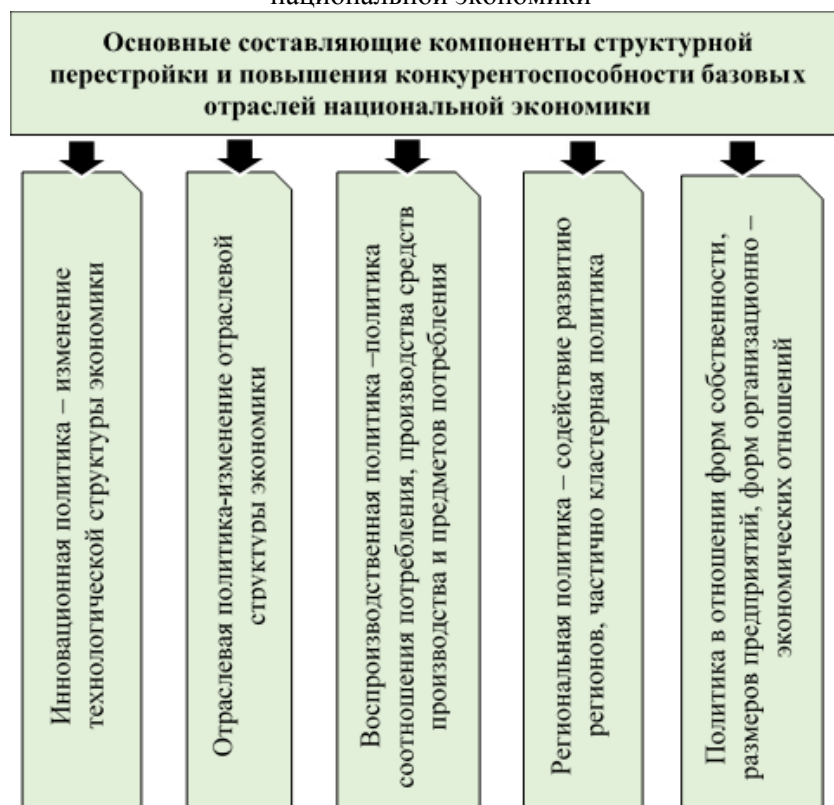 национальной экономики
Основные составляющие компоненты структурной
перестройки и повышения конкурентоспособности базовых
отраслей национальной экономики
Инновационная политика – изменение
технологической структуры экономики
Отраслевая политика-изменение отраслевой
структуры экономики
Воспроизводственная политика –политика
соотношения потребления, производства средств
производства и предметов потребления
Региональная политика – содействие развитию
регионов, частично кластерная политика
Политика в отношении форм собственности,
размеров предприятий, форм организационно –
экономических отношений